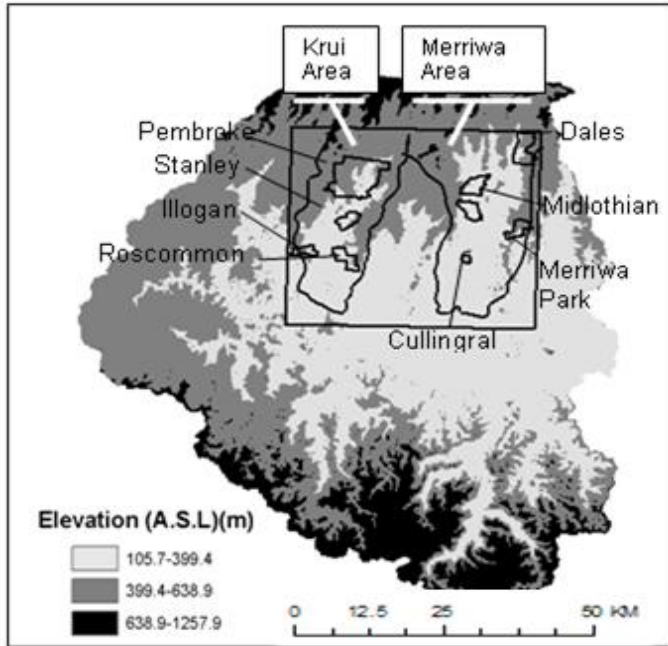 Krui
Area
Merriwa
Area
Pembroke
Dales
Stanley
Illogan
Midlothian
Roscommon
Merriwa
Park
Cullingral
Elevation (A.S.L)(m)
105.7-399.4
399.4-638.9
638.9-1257.9
0 12.5 25 50 KM